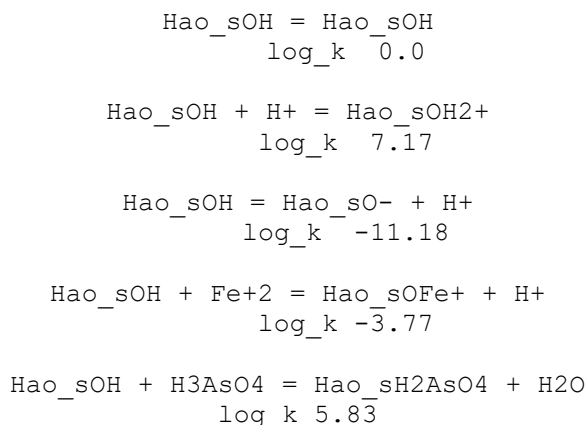 Hao_sOH = Hao_sOH
log_k 0.0
Hao_sOH + H+ = Hao_sOH2+
log_k 7.17
Hao_sOH = Hao_sO- + H+
log_k -11.18
Hao_sOH + Fe+2 = Hao_sOFe+ + H+
log_k -3.77
Hao_sOH + H3AsO4 = Hao_sH2AsO4 + H2O
log_k 5.83